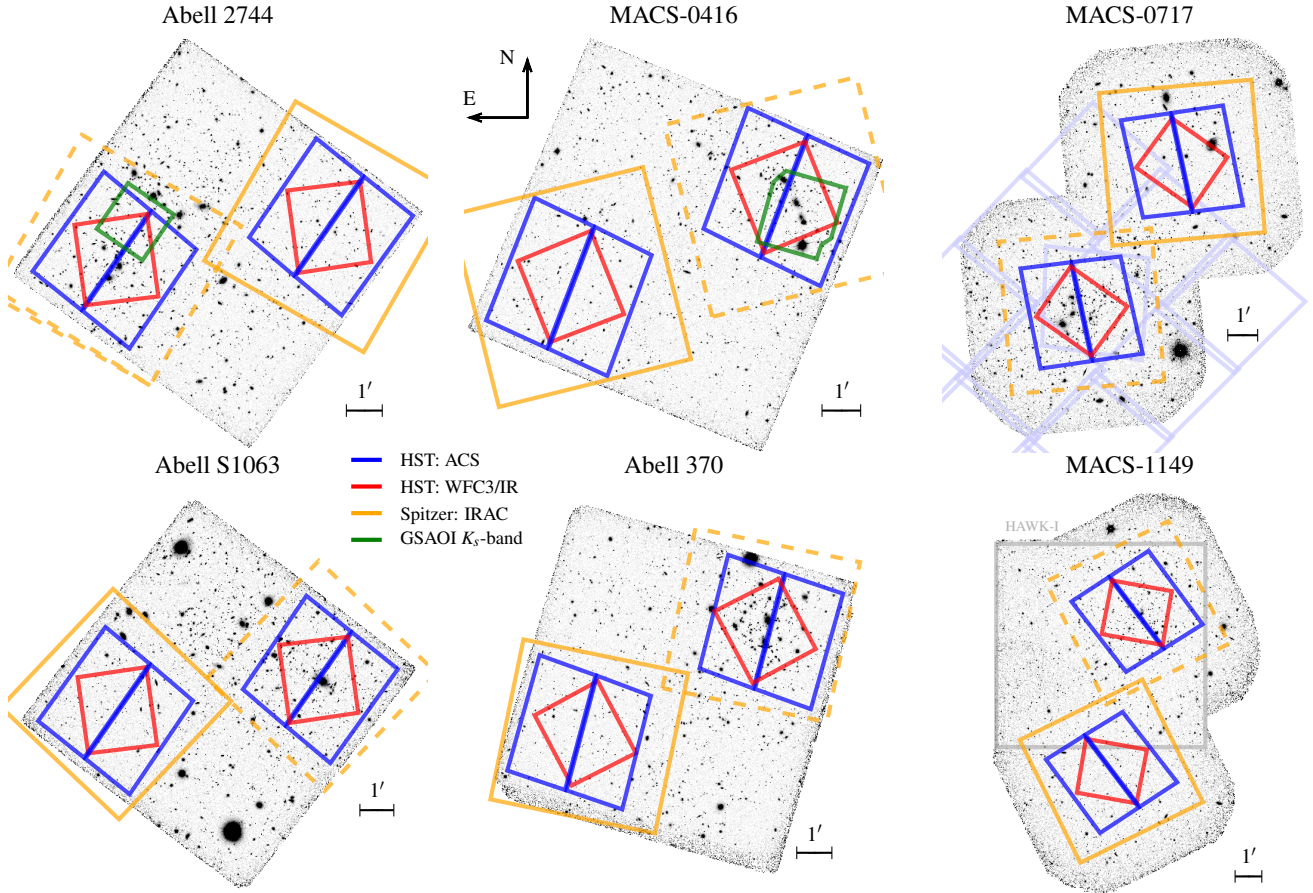 Abell 2744
MACS-0416
MACS-0717
N
E
1′
1′
1′
Abell S1063
HST: ACS
HST: WFC3/IR
Spitzer: IRAC
GSAOI Ks-band
Abell 370
MACS-1149
HAWK-I
1′
1′
1′